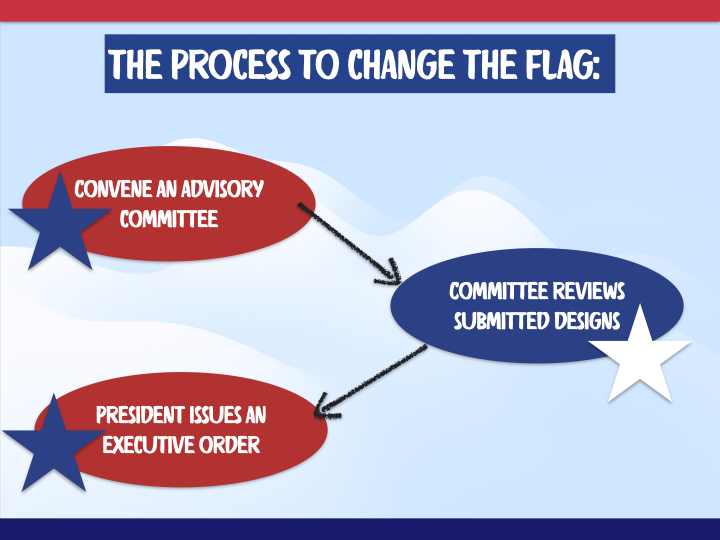 THE PROCESS TO CHANGE THE FLAG:
CONVENE AN ADVISORY
COMMITTEE
COMMITTEE REVIEWS
SUBMITTED DESIGNS
PRESIDENT ISSUES AN
EXECUTIVE ORDER